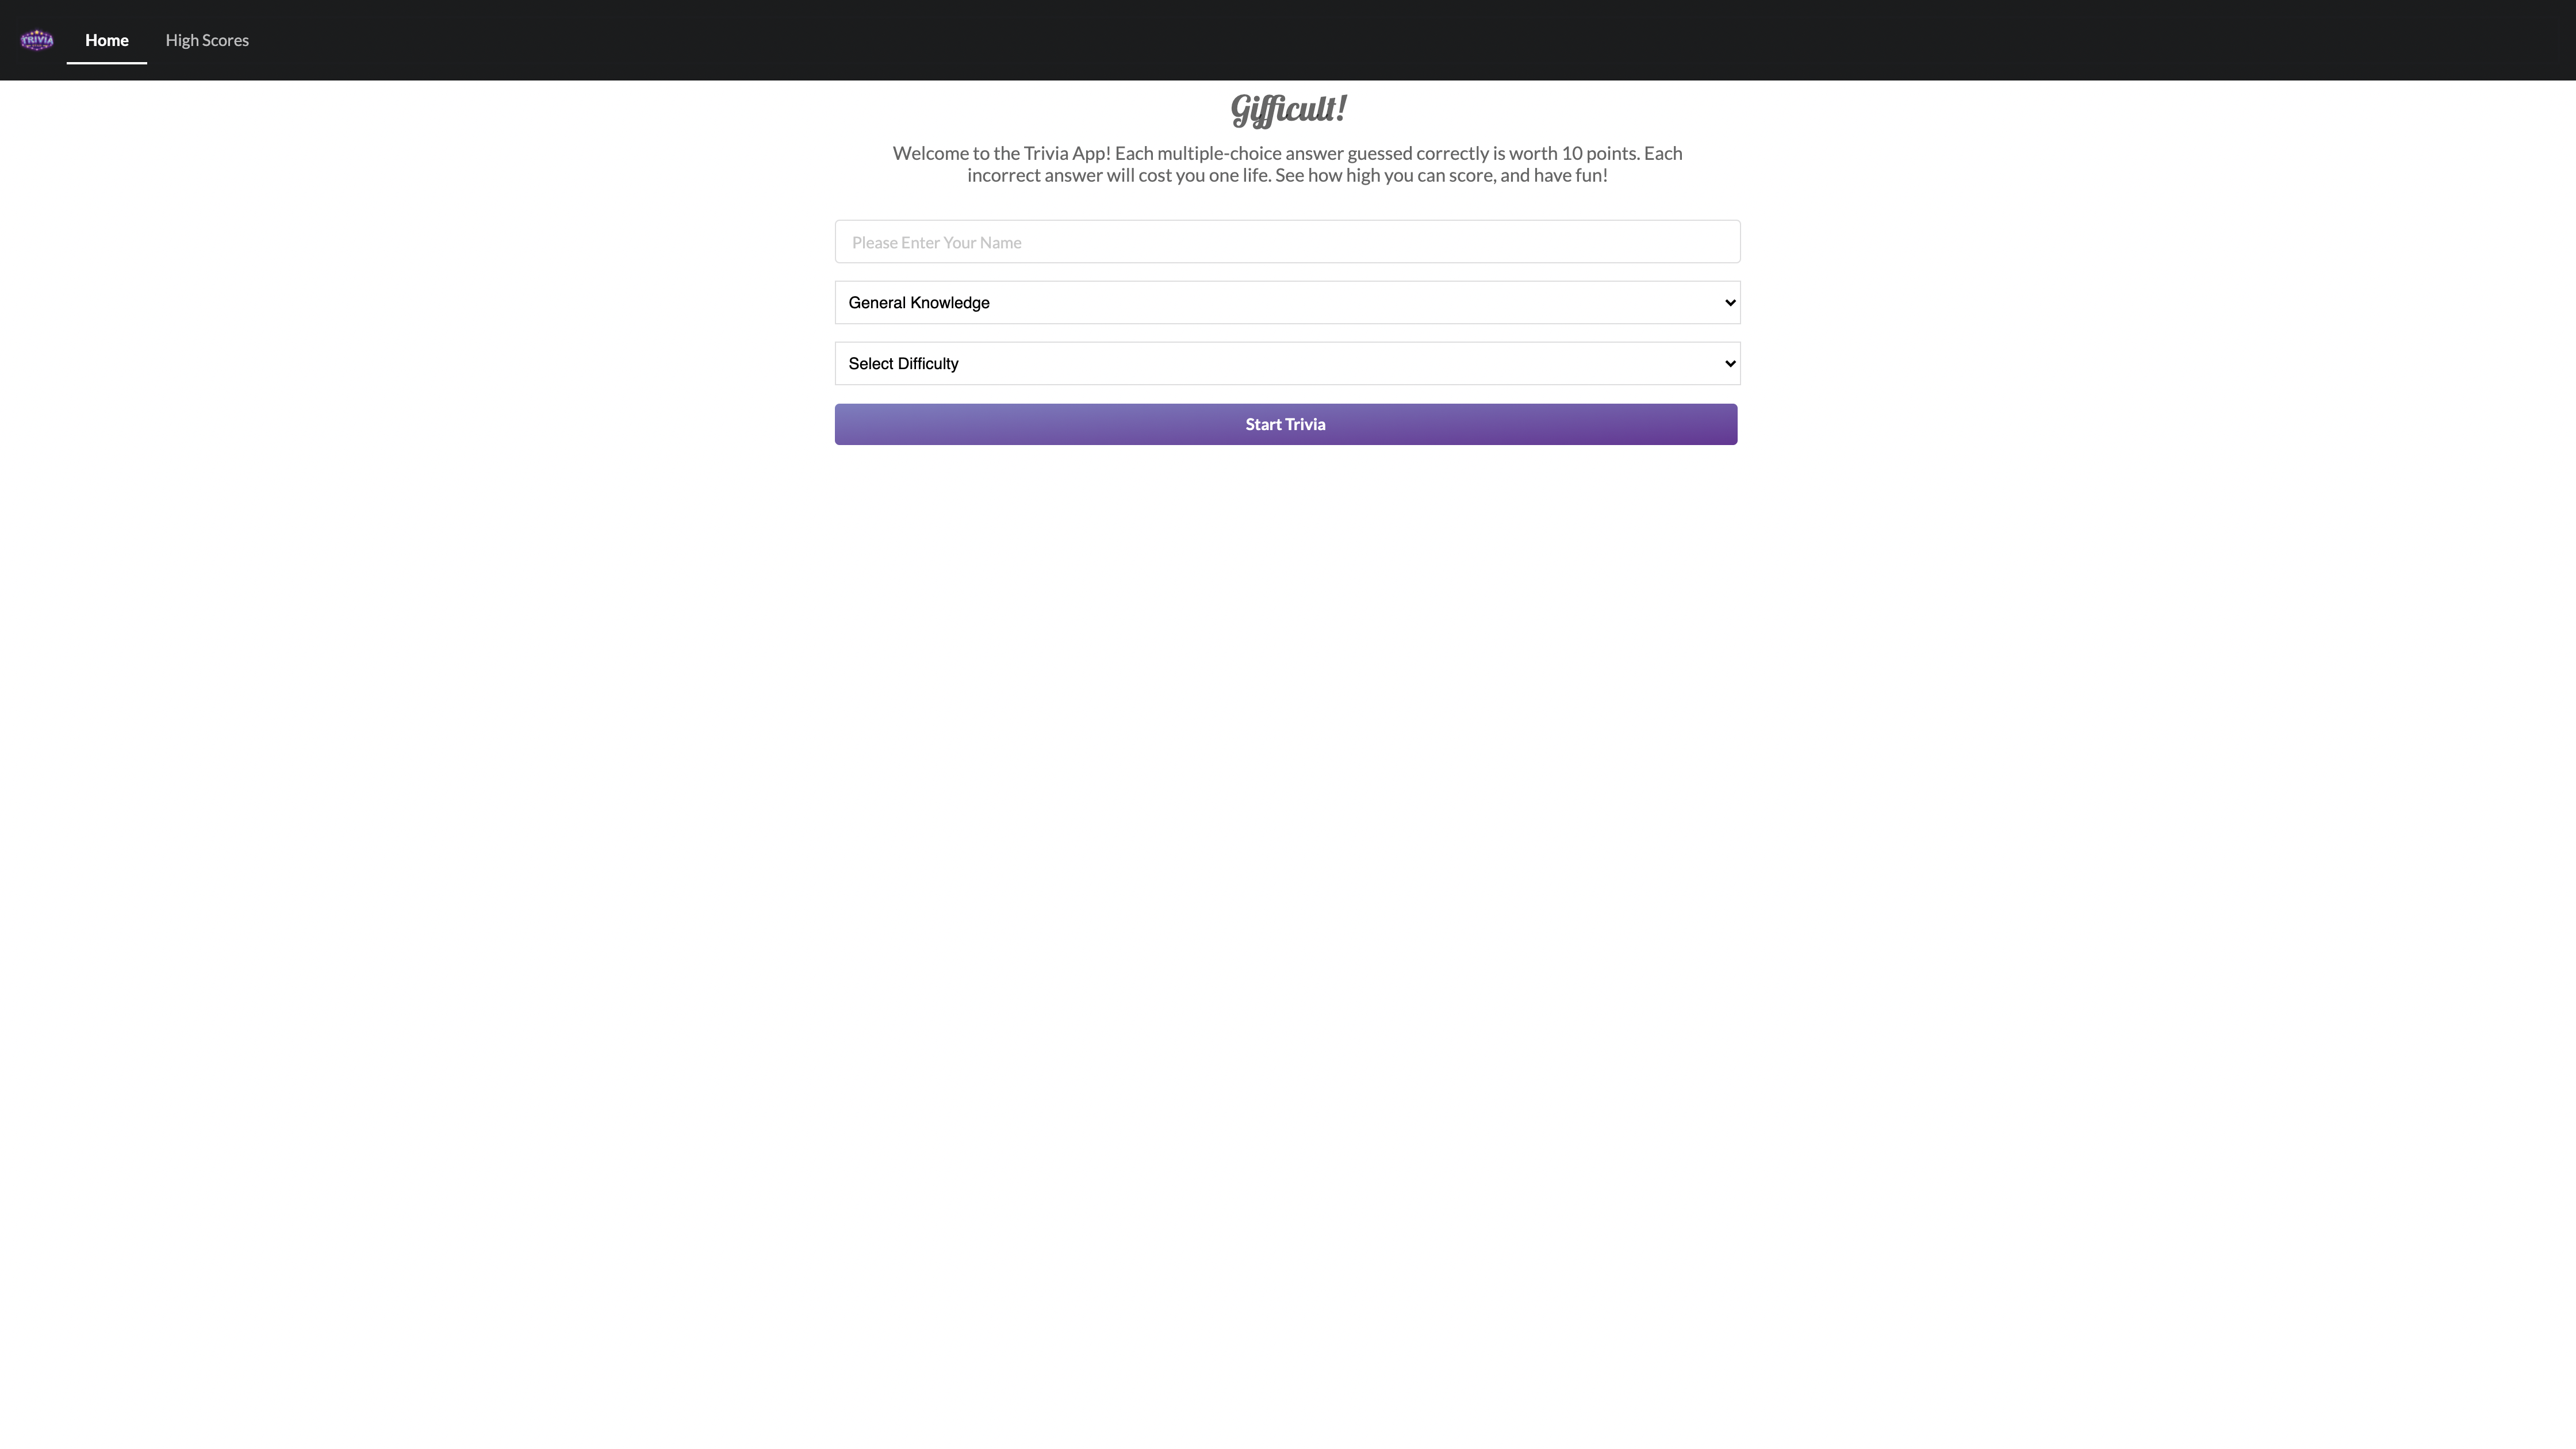 TRIVIA
Home
High Scores
Gifficult!
Welcome to the Trivia App! Each multiple-choice answer guessed correctly is worth 10 points. Each
incorrect answer will cost you one life. See how high you can score, and have fun!
Please Enter Your Name
General Knowledge
Select Difficulty
Start Trivia